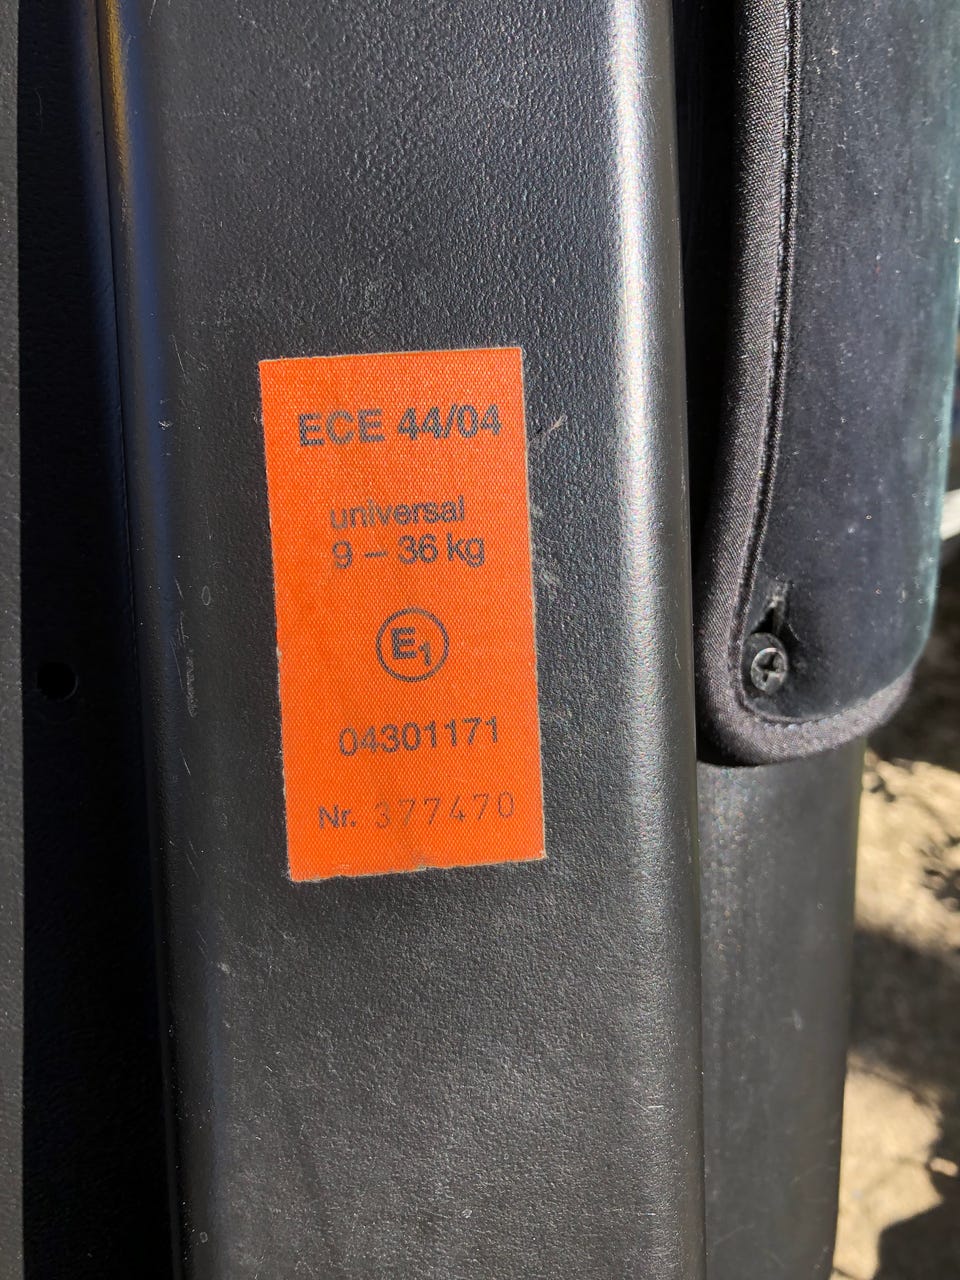 ECE 44/04
universal
9 – 36 kg
E1
04301171
Nr. 377470